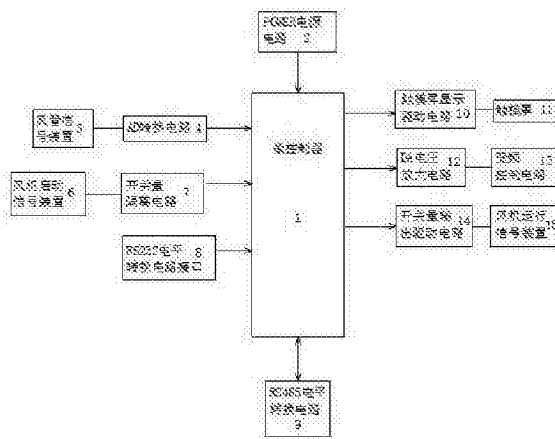 POWER电源
电路 2
风管信
号装置 3
AD转换电路 4
风机启动
信号装置 6
开关量
隔离电路 7
RS232电平
转换电路接口 8
微控制器
1
触摸屏显示
驱动电路 10
触摸屏 11
DA电压
放大电路 12
变频
控制电路 13
开关量输
出驱动电路 14
风机运行
信号装置 15
RS485电平
转换电路
9